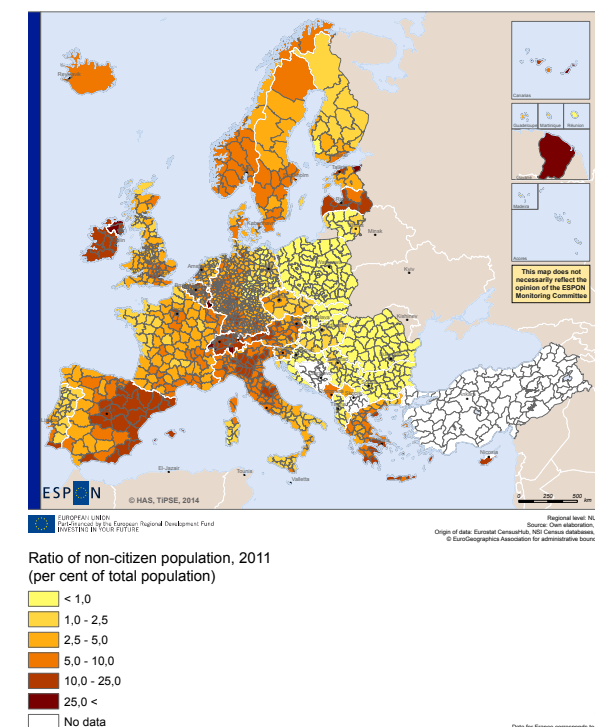 Reykjavik
Canarias
Guadeloupe Martinique Réunion
Guyane
Madeira
Acores
This map does not
necessarily reflect the
opinion of the ESPON
Monitoring Committee
Minsk
Kyiv
El-Jazair
Tounis
Valletta
Nicosia
ESPON
© HAS, TiPSE, 2014
0 250 500
km
EUROPEAN UNION
Part-financed by the European Regional Development Fund
INVESTING IN YOUR FUTURE
Regional level: NU
Source: Own elaboration,
Origin of data: Eurostat CensusHub, NSI Census databases,
© EuroGeographics Association for administrative bound
Ratio of non-citizen population, 2011
(per cent of total population)
< 1,0
1,0 - 2,5
2,5 - 5,0
5,0 - 10,0
10,0 - 25,0
25,0 <
No data